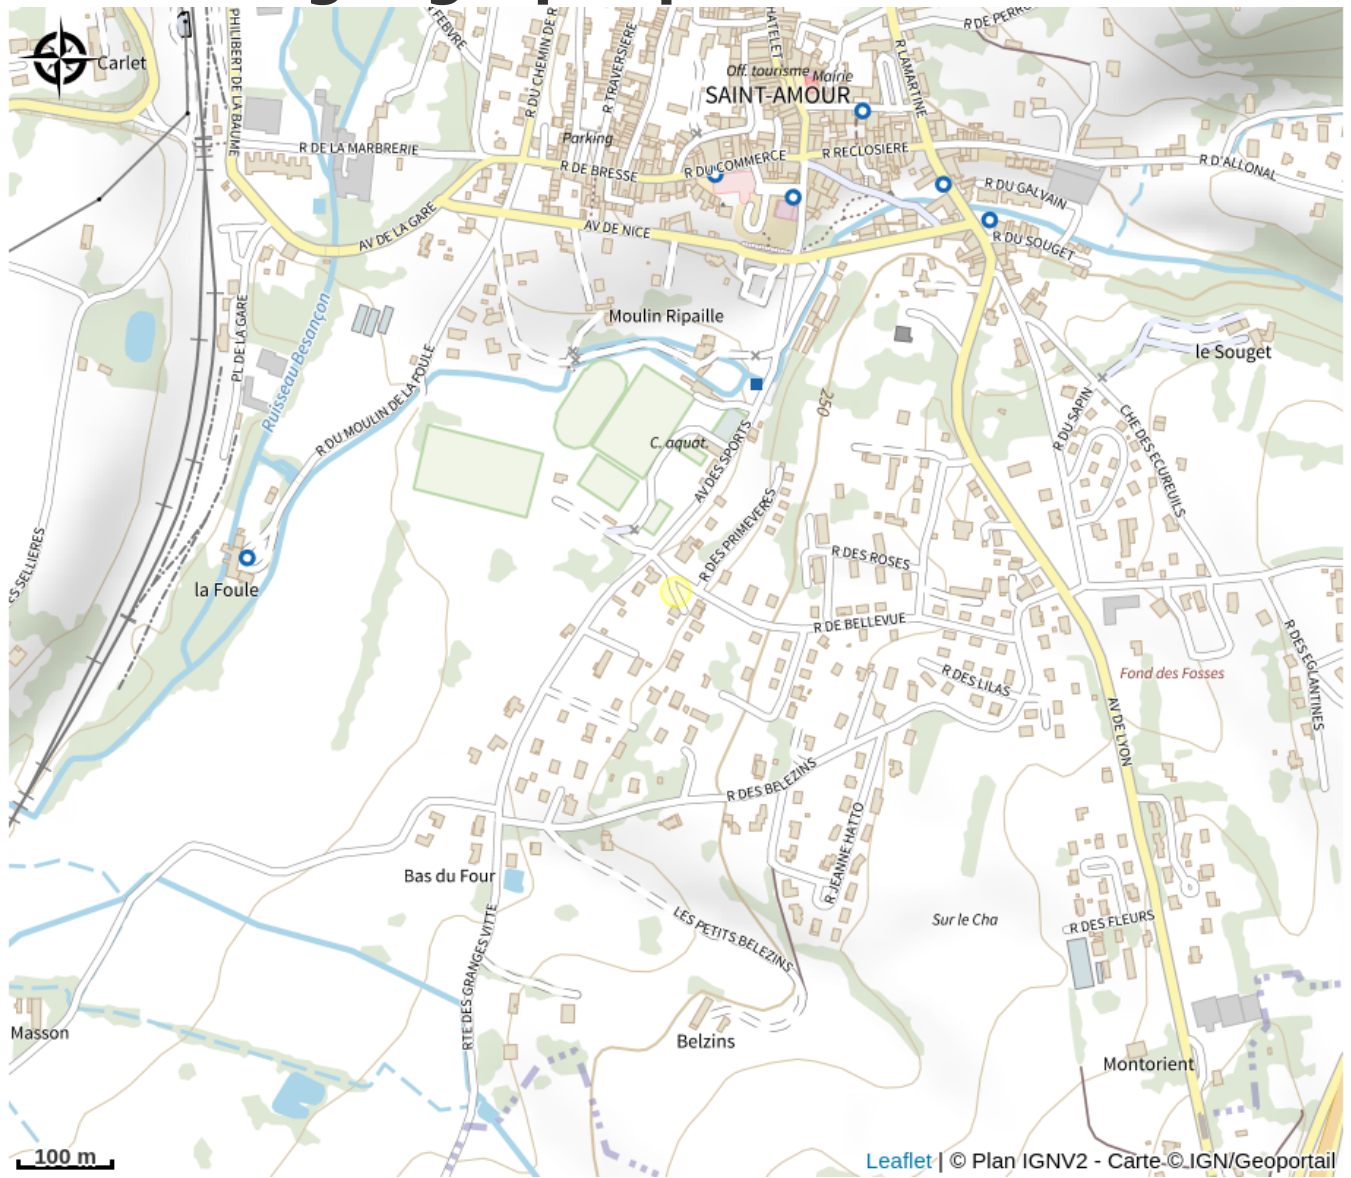 Carlet
PHILIBERT DE LA BAUME
R DU CHEMIN DE R
R TRAVERSIERE
HATELET
R DE PERRO
Off. tourisme
Mairie
SAINT-AMOUR
R LAMARTINE
Parking
R DE LA MARBRERIE
R DE BRESSE
R DU COMMERCE
R RECLOSIERE
R D'ALLONAL
R DU GALVAIN
AV DE LA GARE
AV DE NICE
R DU SOUGET
Moulin Ripaille
PL DE LA GARE
Ruisseau Besançon
le Souget
R DU MOULIN DE LA FOULE
250
C. aquat.
AV DES SPORTS
R DU SAPIN
CHE DES ECUREUILS
R DES PRIMEVERES
R DES ROSES
la Foule
R DE BELLEVUE
R DES LILAS
Fond des Fosses
R DES EGLANTINES
AV DE LYON
R DES BELEZINS
R JEANNE HATTO
Bas du Four
LES PETITS BELEZINS
Sur le Cha
R DES FLEURS
RTE DES GRANGES VITTE
Masson
Belzins
Montorient
100 m
Leaflet | © Plan IGNV2 - Carte © IGN/Geoportail